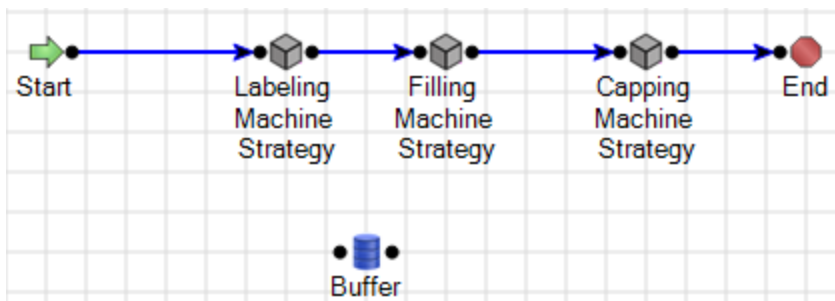 Start
Labeling
Machine
Strategy
Filling
Machine
Strategy
Capping
Machine
Strategy
End
Buffer